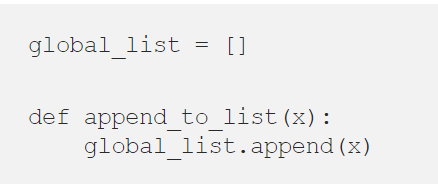 global_list = []
def append_to_list(x):
    global_list.append(x)